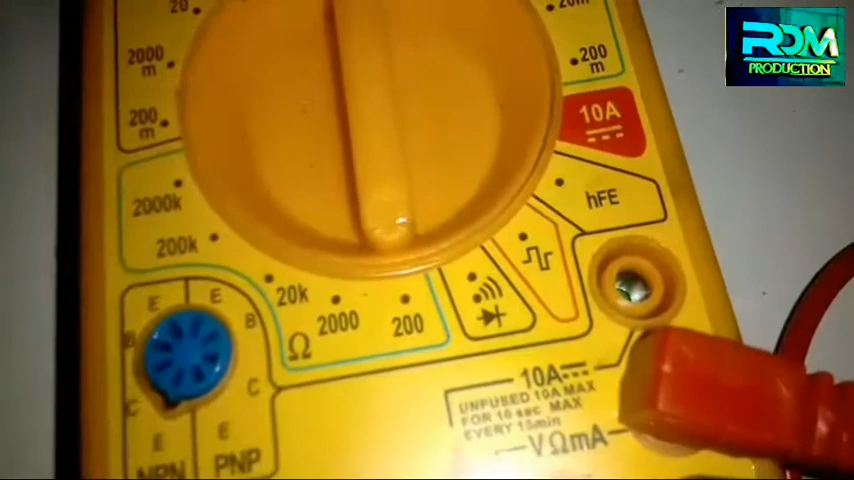 20
2000
m
200
m
2000k
200k
20k
2000
200
Ω
20m
200
m
10A
hFE
E
E
B
B
C
C
E
E
NPN
PNP
10A
UNFUSED 10A MAX
FOR 10 sec MAX
EVERY 15min
VΩmA
RDM
PRODUCTION